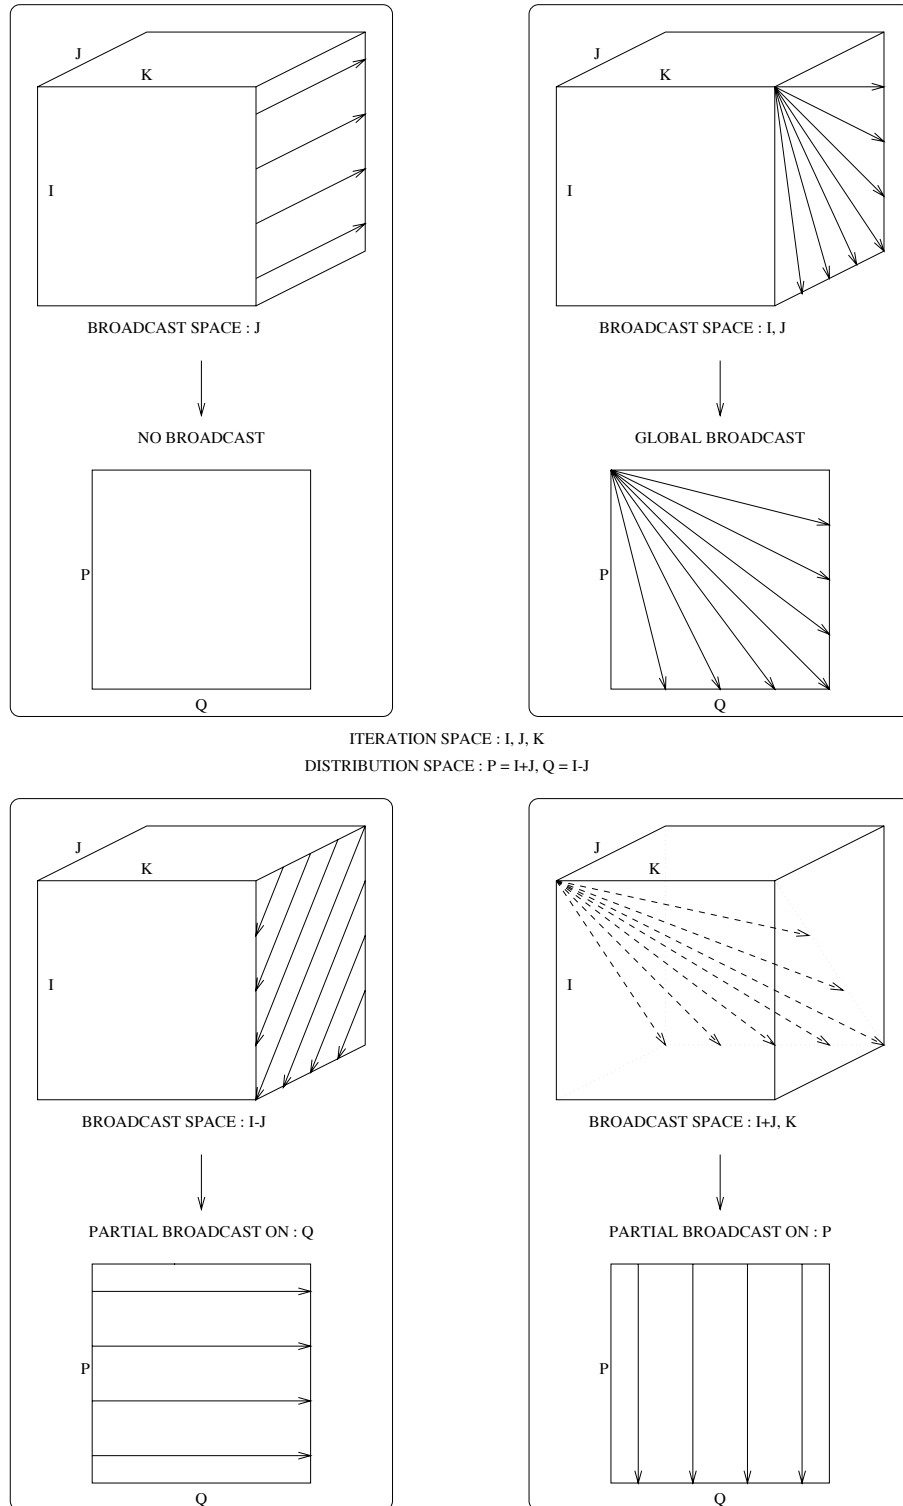 J
K
I
BROADCAST SPACE : J
NO BROADCAST
P
Q
J
K
I
BROADCAST SPACE : I, J
GLOBAL BROADCAST
P
Q
ITERATION SPACE : I, J, K
DISTRIBUTION SPACE : P = I+J, Q = I-J
J
K
I
BROADCAST SPACE : I-J
PARTIAL BROADCAST ON : Q
P
Q
J
K
I
BROADCAST SPACE : I+J, K
PARTIAL BROADCAST ON : P
P
Q